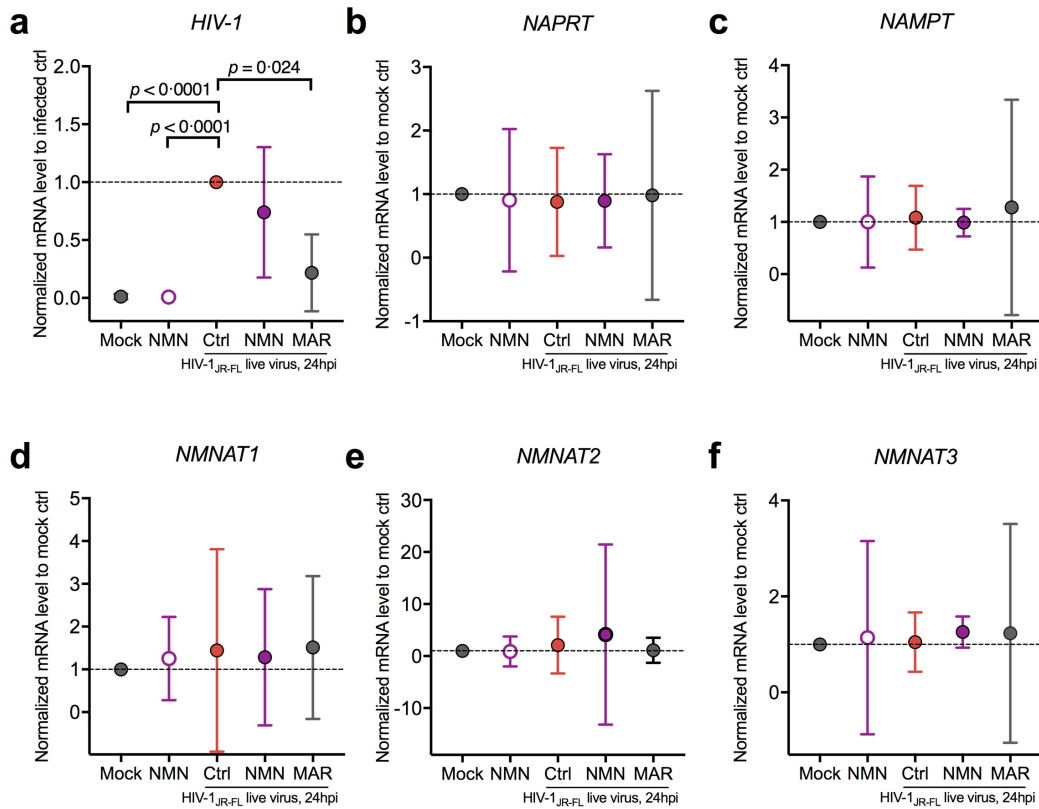 a
HIV-1
Normalized mRNA level to infected ctrl
2.0
1.5
1.0
0.5
0.0
p < 0·0001
p = 0·024
p < 0·0001
Mock NMN Ctrl NMN MAR
HIV-1JR-FL live virus, 24hpi
b
NAPRT
Normalized mRNA level to mock ctrl
3
2
1
0
-1
Mock NMN Ctrl NMN MAR
HIV-1JR-FL live virus, 24hpi
c
NAMPT
Normalized mRNA level to mock ctrl
4
3
2
1
0
Mock NMN Ctrl NMN MAR
HIV-1JR-FL live virus, 24hpi
d
NMNAT1
Normalized mRNA level to mock ctrl
5
4
3
2
1
0
Mock NMN Ctrl NMN MAR
HIV-1JR-FL live virus, 24hpi
e
NMNAT2
Normalized mRNA level to mock ctrl
30
20
10
0
-10
Mock NMN Ctrl NMN MAR
HIV-1JR-FL live virus, 24hpi
f
NMNAT3
Normalized mRNA level to mock ctrl
4
2
0
Mock NMN Ctrl NMN MAR
HIV-1JR-FL live virus, 24hpi